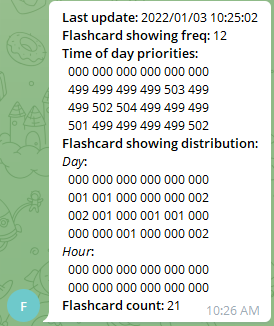 Last update: 2022/01/03 10:25:02
Flashcard showing freq: 12
Time of day priorities:
000 000 000 000 000 000
499 499 499 499 503 499
499 502 504 499 499 499
501 499 499 499 499 502
Flashcard showing distribution:
Day:
000 000 000 000 000 000
001 001 000 000 000 002
002 001 000 001 001 000
000 000 001 000 000 002
Hour:
000 000 000 000 000 000
000 000 000 000 000 000
Flashcard count: 21
F
10:26 AM